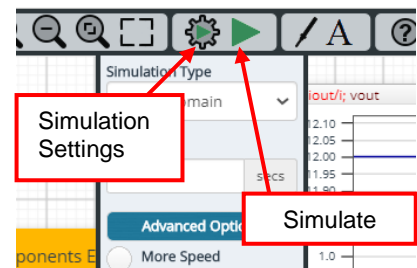 A
Simulation Type
omain
iout/i; vout
Simulation
Settings
12.10
12.05
12.00
11.95
11.90
secs
Simulate
Advanced Optio
ponents E
More Speed
1.0